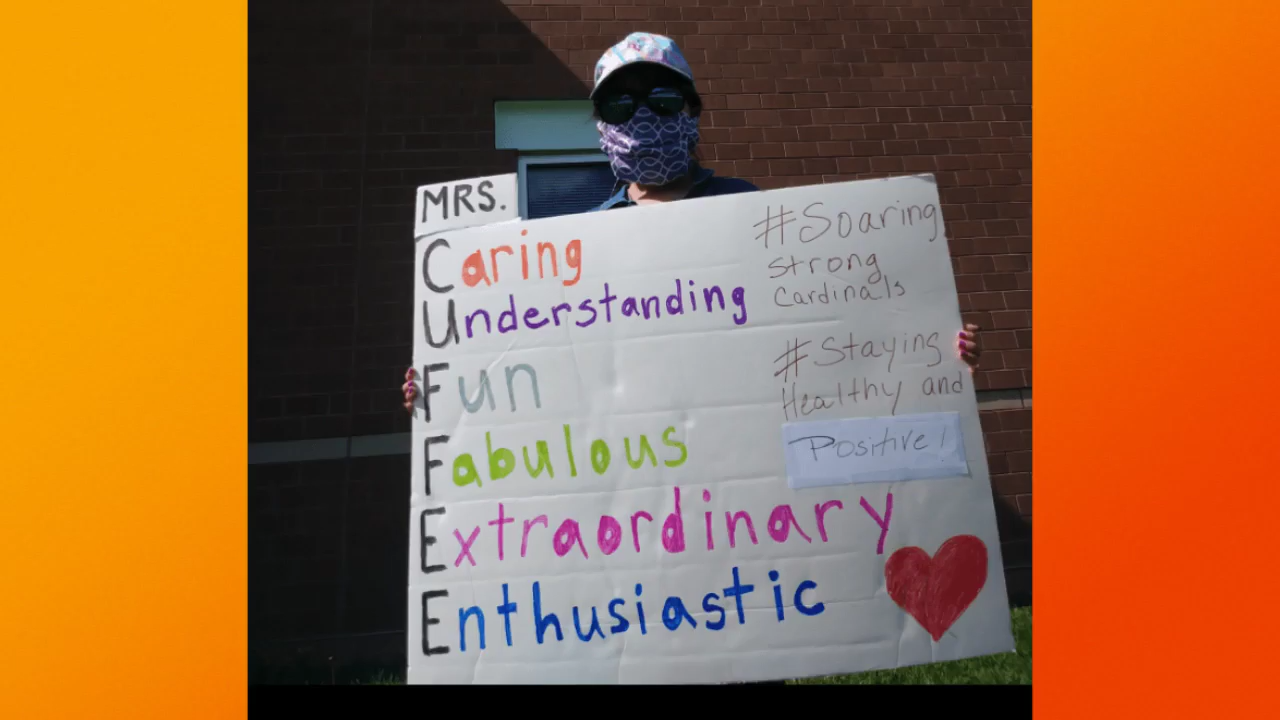 MRS.
Caring
Understanding
Fun
Fabulous
Extraordinary
Enthusiastic
#Soaring
Strong
Cardinals
#Staying
Healthy and
Positive!